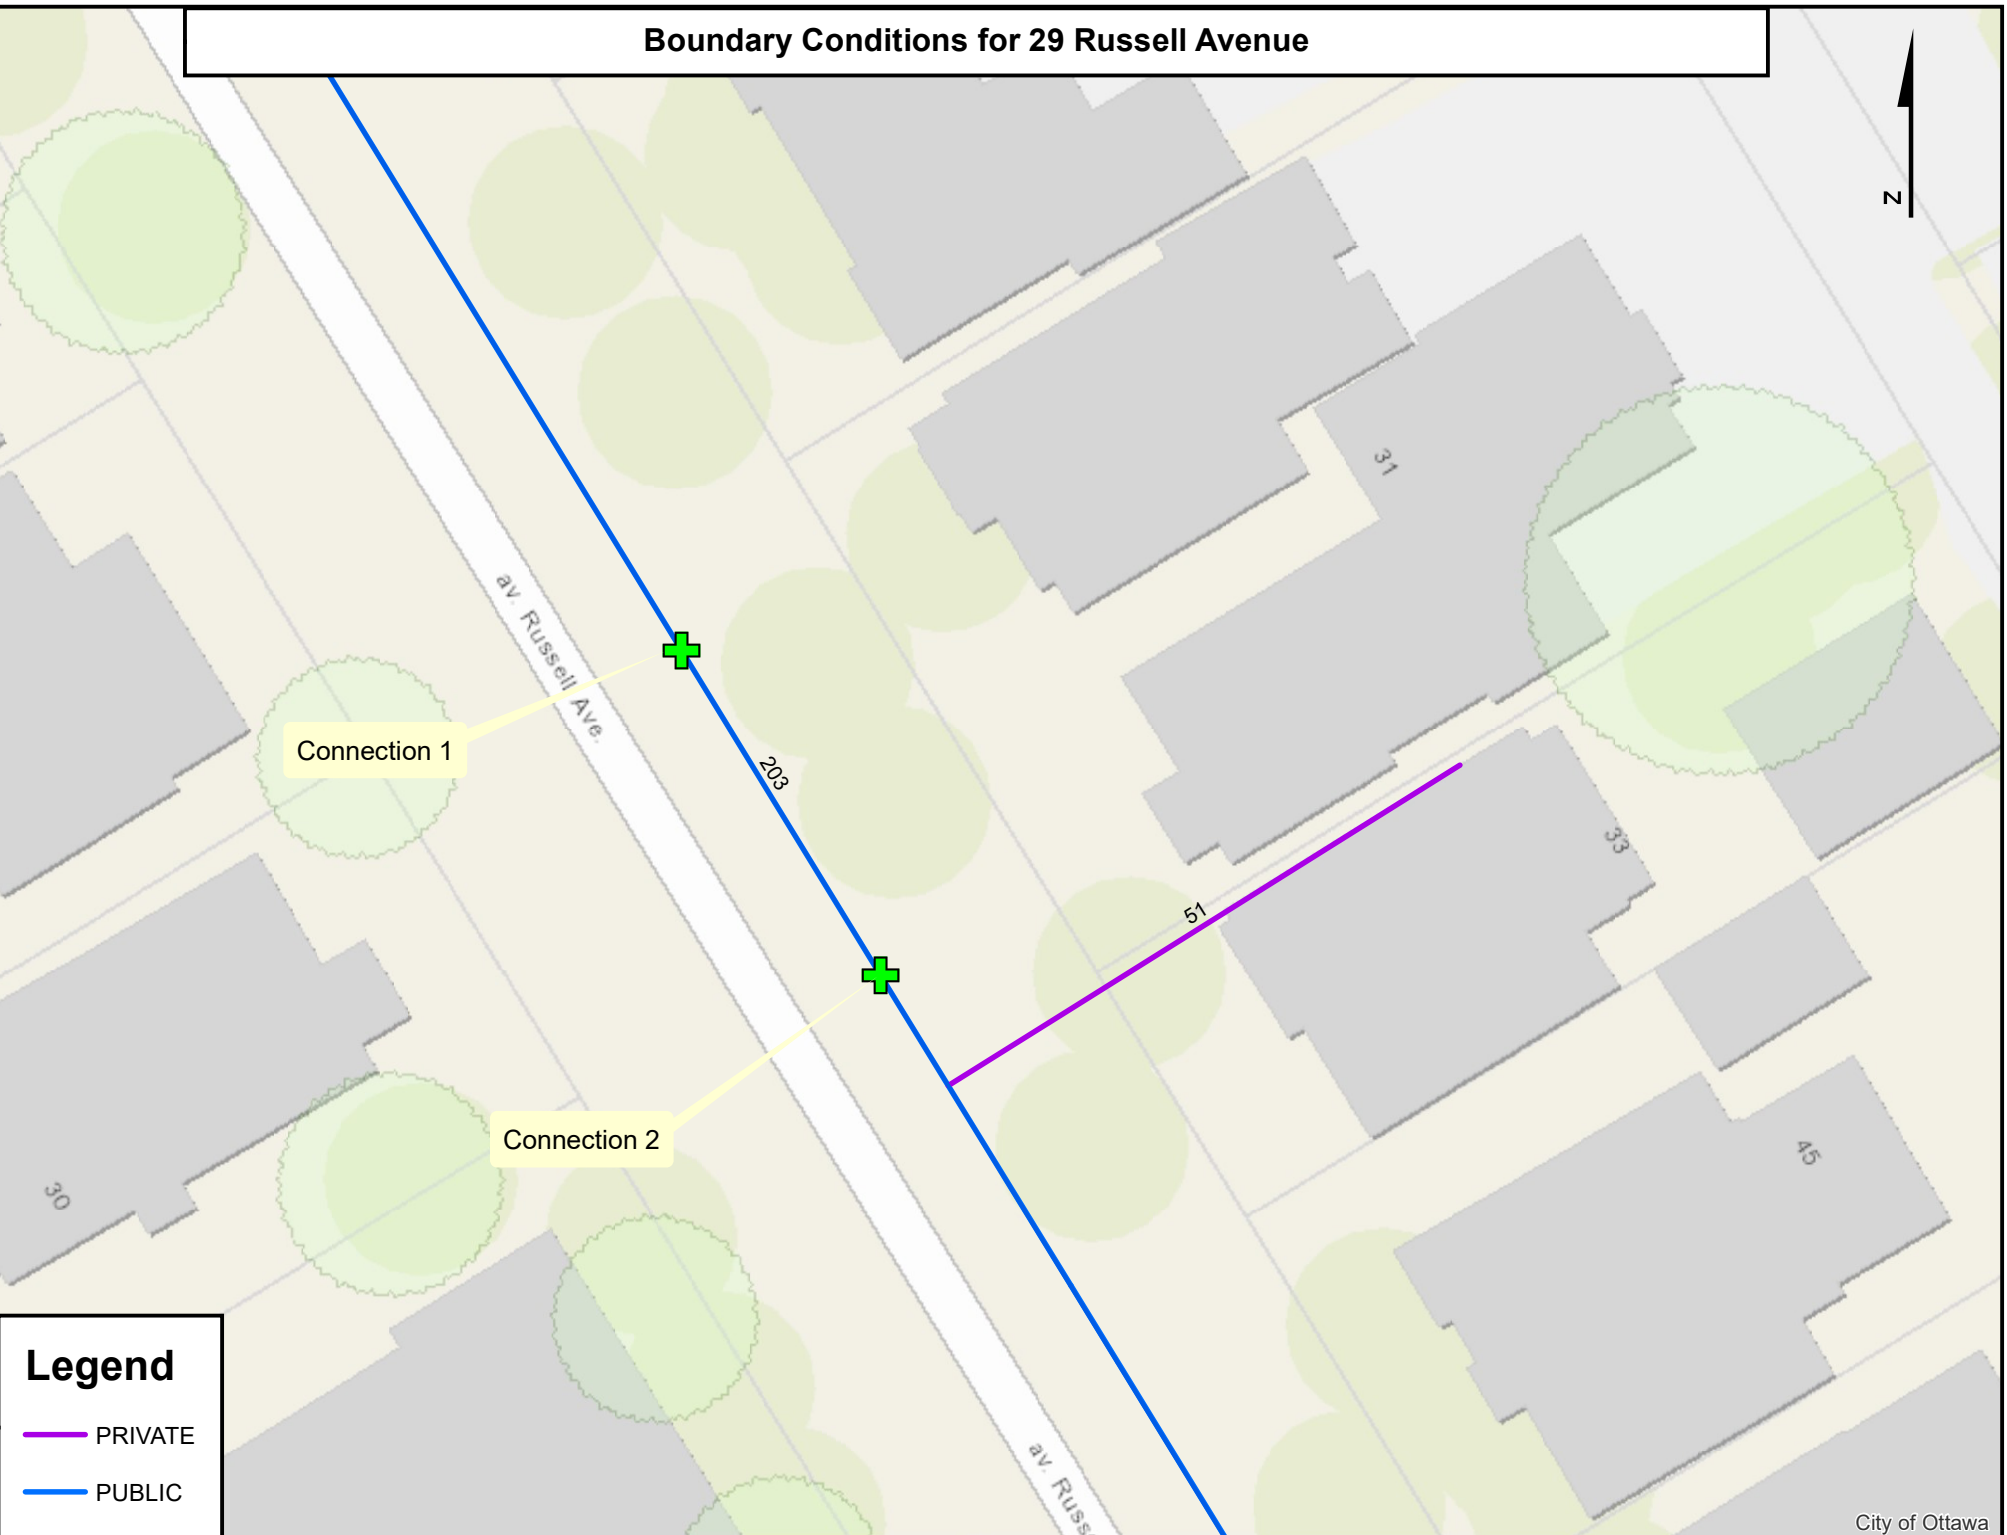 Boundary Conditions for 29 Russell Avenue
N
31
av. Russell Ave.
Connection 1
203
33
51
Connection 2
45
30
Legend
PRIVATE
PUBLIC
av. Russe
City of Ottawa